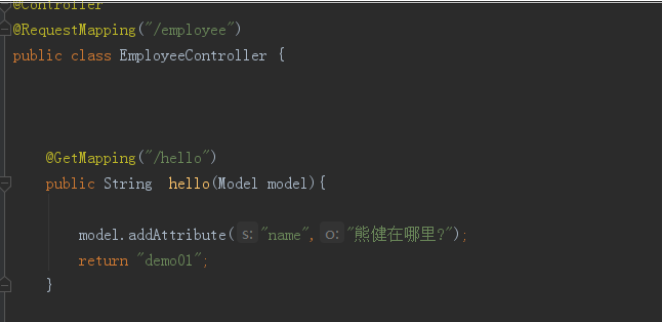 @Controller
@RequestMapping("/employee")
public class EmployeeController {
@GetMapping("/hello")
public String hello(Model model){
model.addAttribute( s: "name", o: "熊健在哪里?");
return "demo01";
}